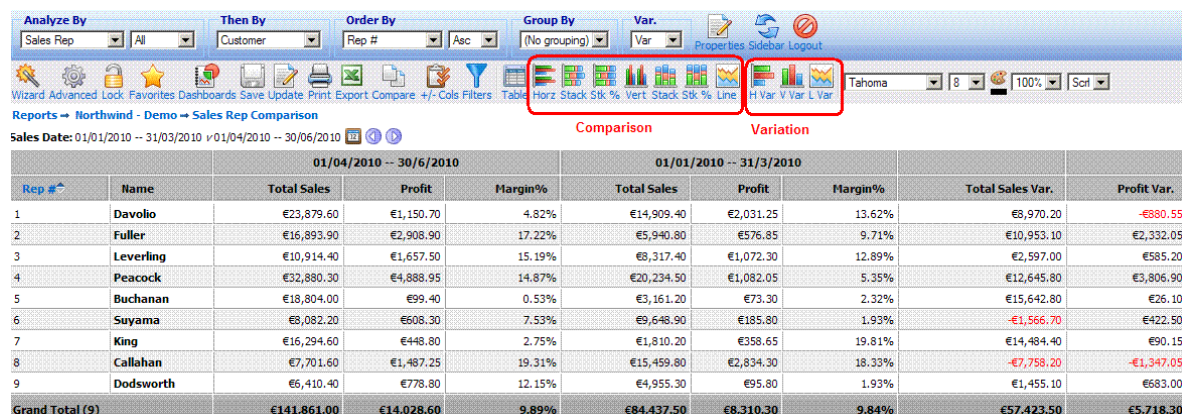 Analyze By Then By Order By Group By Var.
Sales Rep All Customer Rep # Asc (No grouping) Var Properties Sidebar Logout
Wizard Advanced Lock Favorites Dashboards Save Update Print Export Compare +/- Cols Filters Table Horz Stack Stk % Vert Stack Stk % Line H Var V Var L Var Tahoma 8 100% Scrl
Reports → Northwind - Demo → Sales Rep Comparison
Comparison Variation
Sales Date: 01/01/2010 -- 31/03/2010 v 01/04/2010 -- 30/06/2010 12
01/04/2010 -- 30/6/2010 01/01/2010 -- 31/3/2010
Rep # Name Total Sales Profit Margin% Total Sales Profit Margin% Total Sales Var. Profit Var.
1 Davolio €23,879.60 €1,150.70 4.82% €14,909.40 €2,031.25 13.62% €8,970.20 -€880.55
2 Fuller €16,893.90 €2,908.90 17.22% €5,940.80 €576.85 9.71% €10,953.10 €2,332.05
3 Leverling €10,914.40 €1,657.50 15.19% €8,317.40 €1,072.30 12.89% €2,597.00 €585.20
4 Peacock €32,880.30 €4,888.95 14.87% €20,234.50 €1,082.05 5.35% €12,645.80 €3,806.90
5 Buchanan €18,804.00 €99.40 0.53% €3,161.20 €73.30 2.32% €15,642.80 €26.10
6 Suyama €8,082.20 €608.30 7.53% €9,648.90 €185.80 1.93% -€1,566.70 €422.50
7 King €16,294.60 €448.80 2.75% €1,810.20 €358.65 19.81% €14,484.40 €90.15
8 Callahan €7,701.60 €1,487.25 19.31% €15,459.80 €2,834.30 18.33% -€7,758.20 -€1,347.05
9 Dodsworth €6,410.40 €778.80 12.15% €4,955.30 €95.80 1.93% €1,455.10 €683.00
Grand Total (9) €141,861.00 €14,028.60 9.89% €84,437.50 €8,310.30 9.84% €57,423.50 €5,718.30